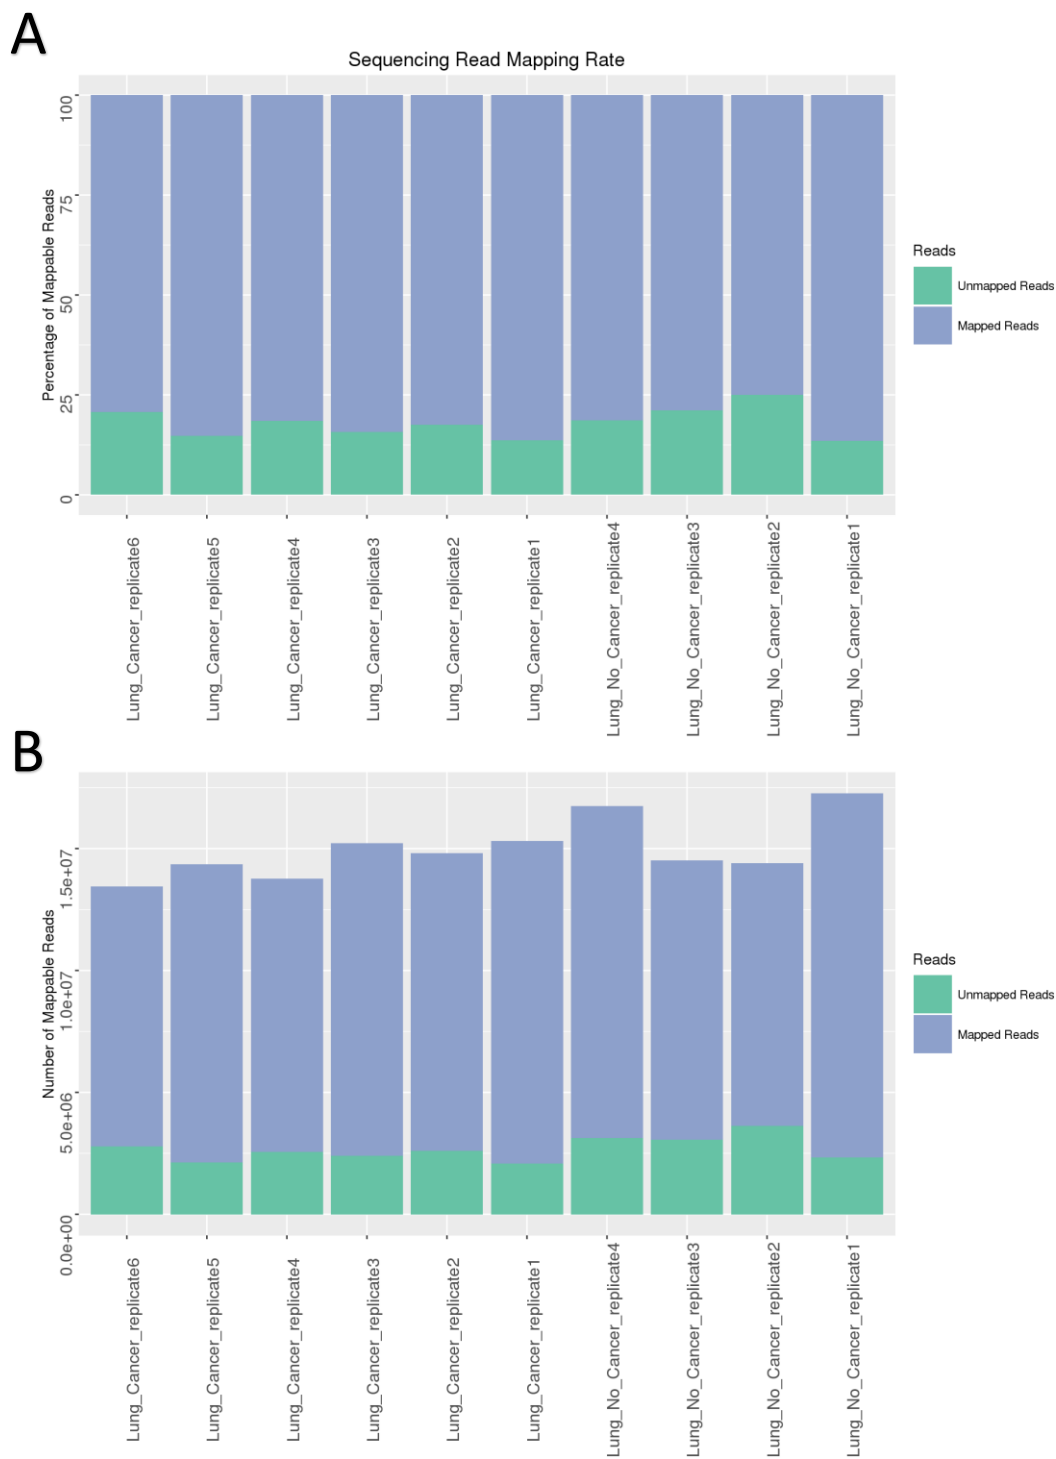 A
Sequencing Read Mapping Rate
Percentage of Mappable Reads
100
75
50
25
0
Reads
Unmapped Reads
Mapped Reads
Lung_Cancer_replicate6
Lung_Cancer_replicate5
Lung_Cancer_replicate4
Lung_Cancer_replicate3
Lung_Cancer_replicate2
Lung_Cancer_replicate1
Lung_No_Cancer_replicate4
Lung_No_Cancer_replicate3
Lung_No_Cancer_replicate2
Lung_No_Cancer_replicate1
B
Number of Mappable Reads
1.5e+07
1.0e+07
5.0e+06
0.0e+00
Reads
Unmapped Reads
Mapped Reads
Lung_Cancer_replicate6
Lung_Cancer_replicate5
Lung_Cancer_replicate4
Lung_Cancer_replicate3
Lung_Cancer_replicate2
Lung_Cancer_replicate1
Lung_No_Cancer_replicate4
Lung_No_Cancer_replicate3
Lung_No_Cancer_replicate2
Lung_No_Cancer_replicate1